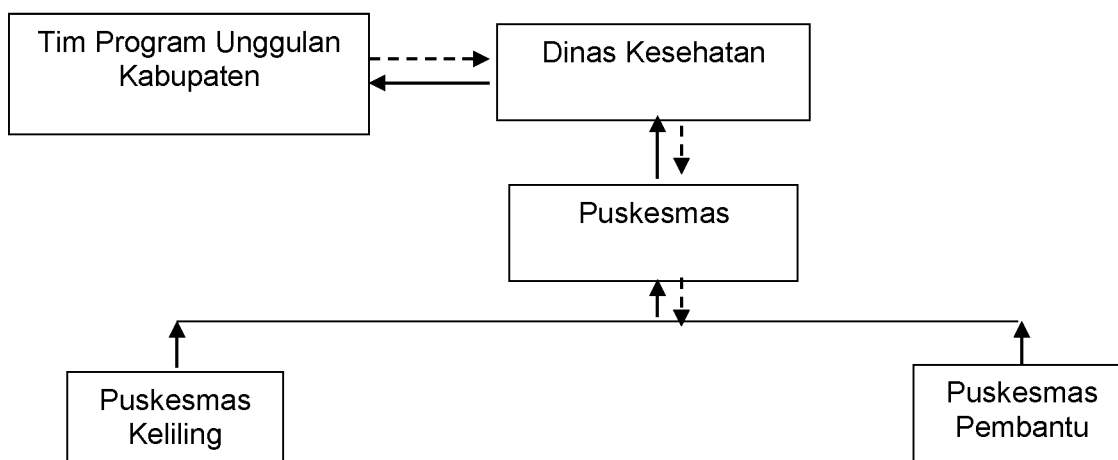 Tim Program Unggulan
Kabupaten
Dinas Kesehatan
Puskesmas
Puskesmas
Keliling
Puskesmas
Pembantu